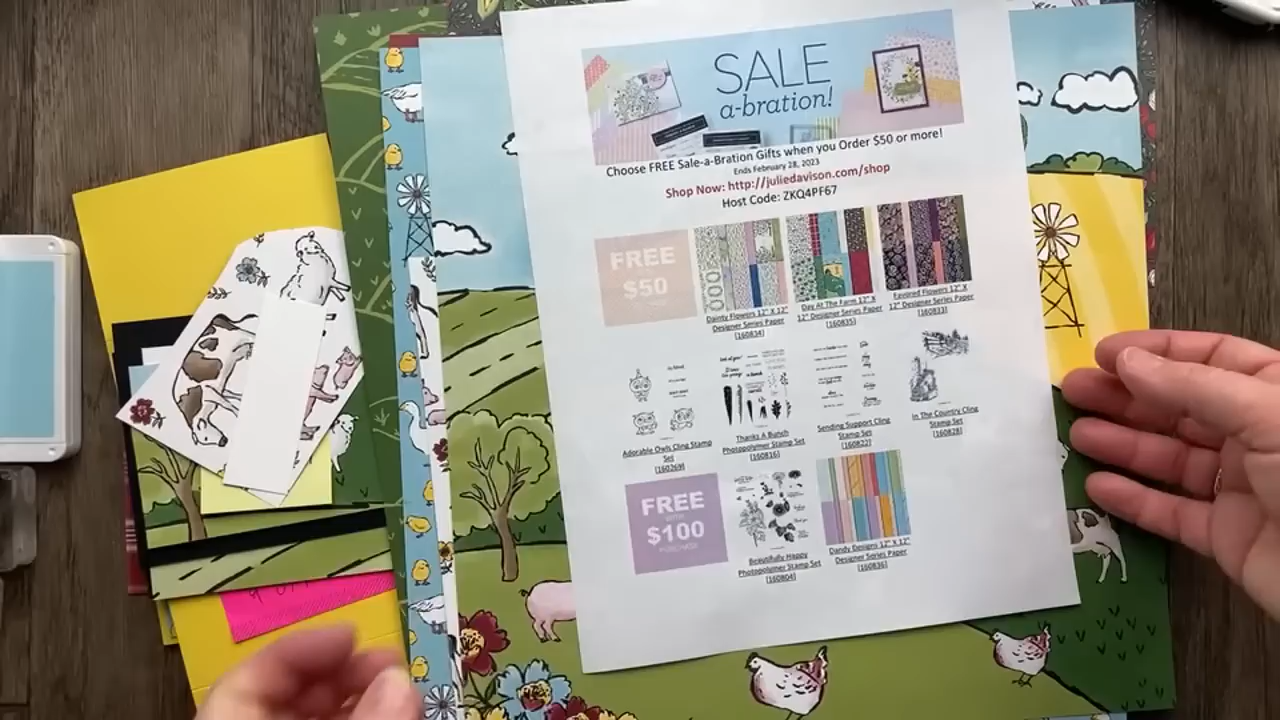 SALE
a-bration!
Choose FREE Sale-a-Bration Gifts when you Order $50 or more!
Ends February 28, 2023
Shop Now: http://juliedavison.com/shop
Host Code: ZKQ4PF67
FREE
$50
Dainty Flowers 12" X 12"
Designer Series Paper
[160834]
Day At The Farm 12" X
12" Designer Series Paper
[160835]
Favored Flowers 12" X
12" Designer Series Paper
[160831]
Adorable Owls Cling Stamp
Set
[160269]
Thanks A Bunch
Photopolymer Stamp Set
[160816]
Sending Support Cling
Stamp Set
[160822]
In The Country Cling
Stamp Set
[160828]
FREE
WITH
$100
PURCHASE
Beautifully Happy
Photopolymer Stamp Set
[160804]
Dandy Designs 12" X 12"
Designer Series Paper
[160836]